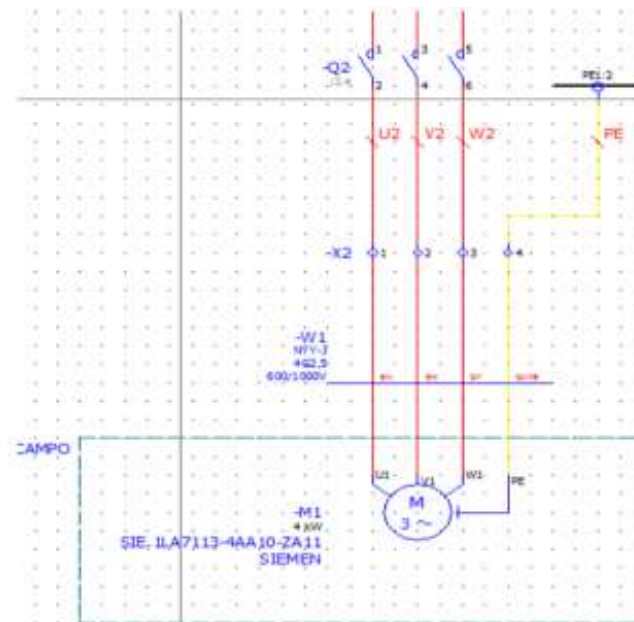 1 3 5
-Q2
2 4 6
PE1:2
U2 V2 W2 PE
-X2 1 2 3 4
-W1
NYY-J
4G2,5
600/1000V
CAMPO
U1 V1 W1 PE
M
3 ~
-M1
4 kW
SIE. 1LA7113-4AA10-ZA11
SIEMEN